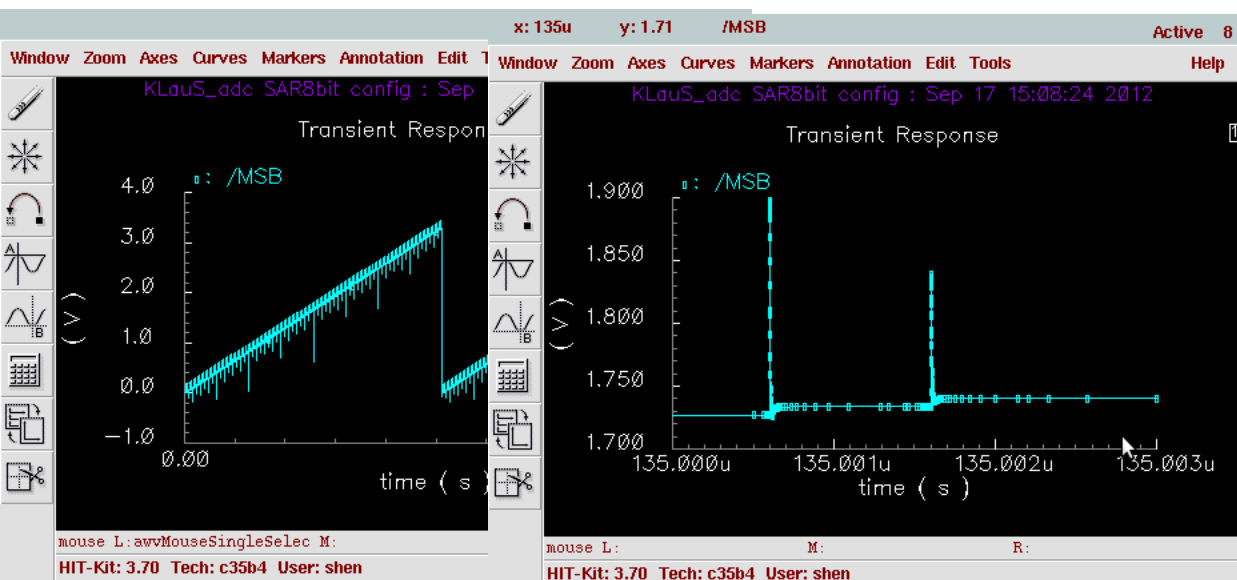 x: 135u y: 1.71 /MSB
Active 8
Window Zoom Axes Curves Markers Annotation Edit T
Window Zoom Axes Curves Markers Annotation Edit Tools Help
KLauS_adc SAR8bit config : Sep
Transient Respon
/MSB
4.0
3.0
2.0
1.0
0.0
-1.0
(V)
0.00
time ( s )
A
B
mouse L:awvMouseSingleSelec M:
HIT-Kit: 3.70 Tech: c35b4 User: shen
KLauS_adc SAR8bit config : Sep 17 15:08:24 2012
Transient Response
1
/MSB
1.900
1.850
1.800
1.750
1.700
(V)
135.000u 135.001u 135.002u 135.003u
time ( s )
A
B
mouse L: M: R:
HIT-Kit: 3.70 Tech: c35b4 User: shen